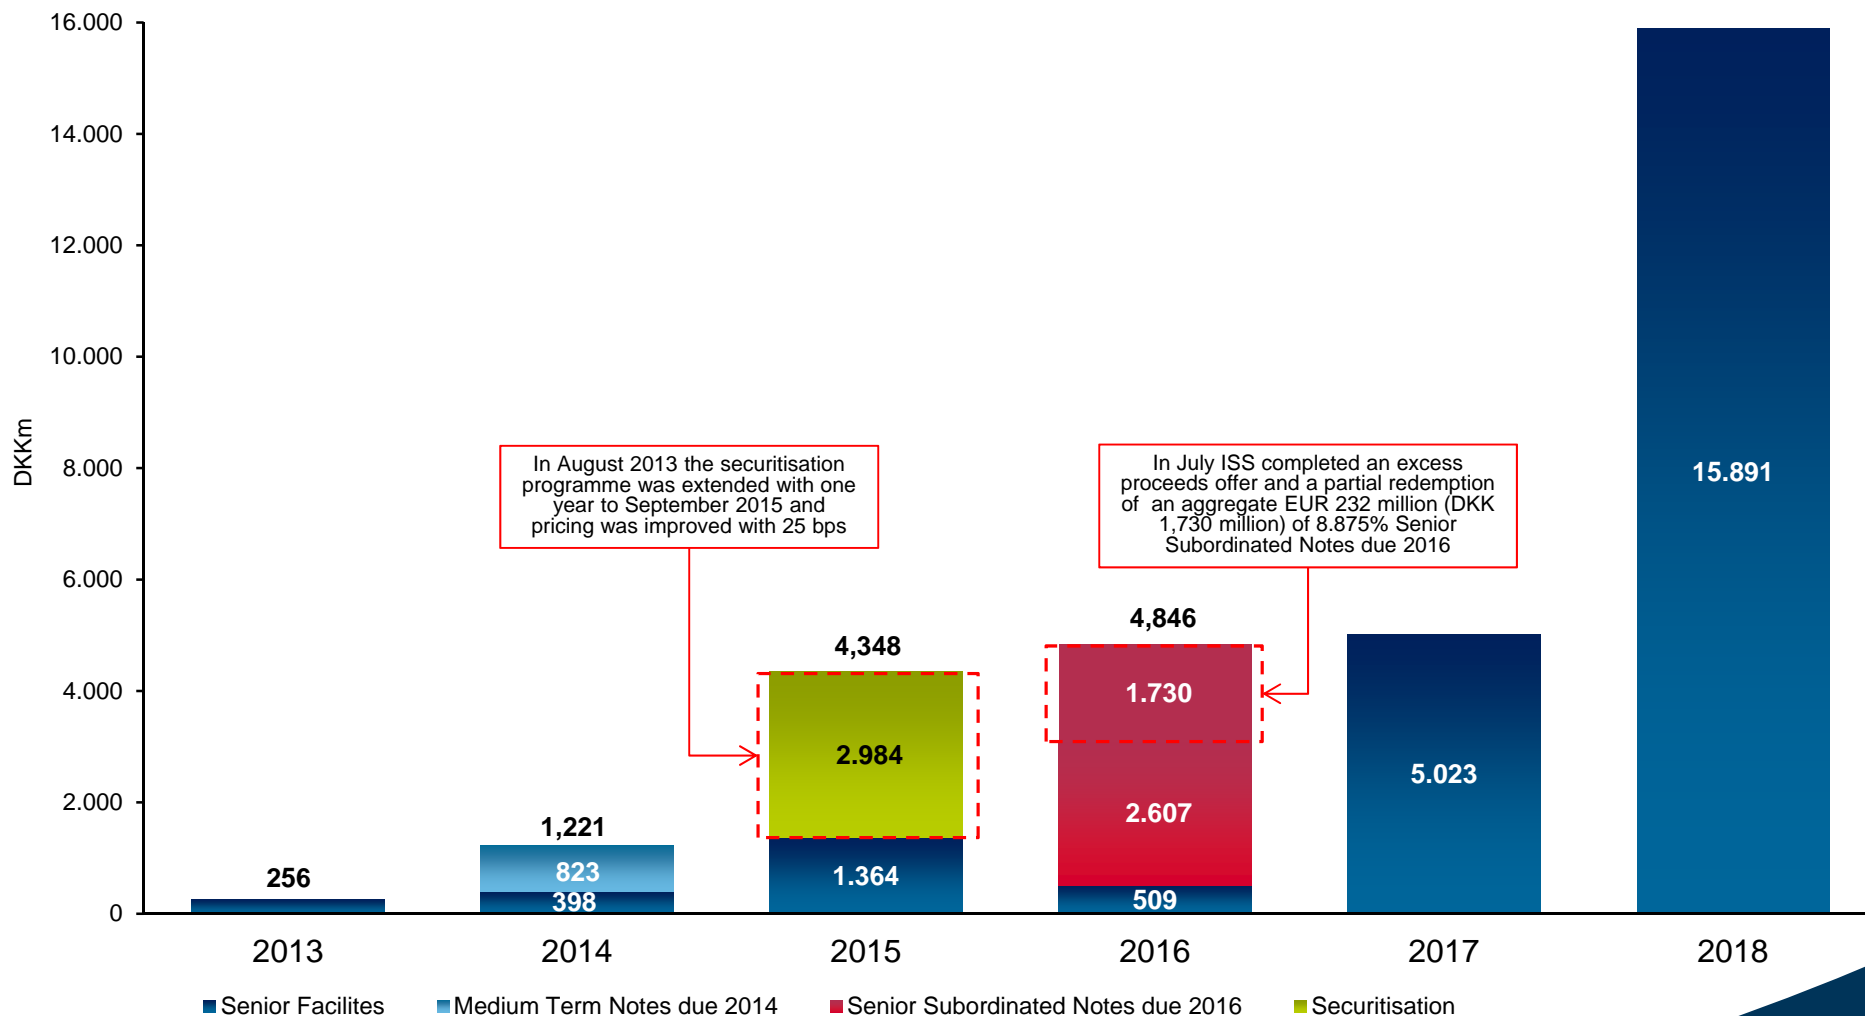 16.000
14.000
12.000
10.000
8.000
6.000
4.000
2.000
0
DKKm
In August 2013 the securitisation
programme was extended with one
year to September 2015 and
pricing was improved with 25 bps
In July ISS completed an excess
proceeds offer and a partial redemption
of an aggregate EUR 232 million (DKK
1,730 million) of 8.875% Senior
Subordinated Notes due 2016
256
1,221
823
398
4,348
2.984
1.364
4,846
1.730
2.607
509
5.023
15.891
2013 2014 2015 2016 2017 2018
Senior Facilites Medium Term Notes due 2014 Senior Subordinated Notes due 2016 Securitisation